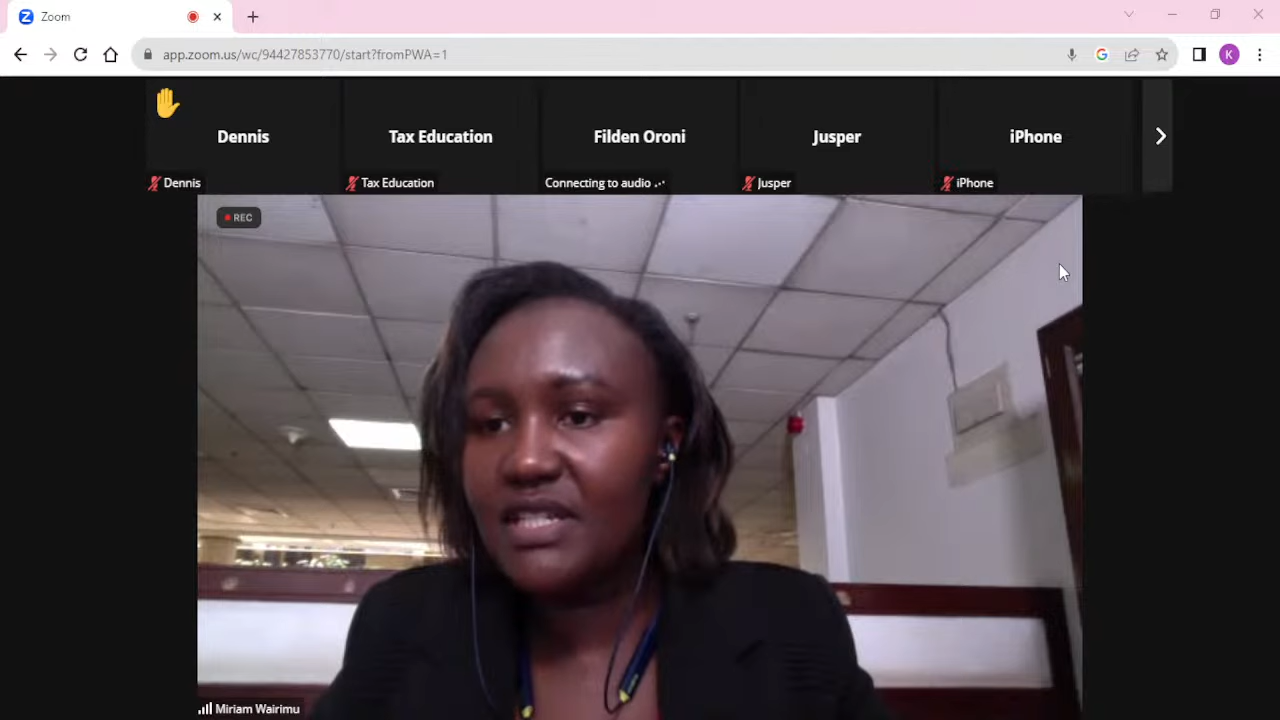 Zoom
app.zoom.us/wc/94427853770/start?fromPWA=1
K
Dennis
Tax Education
Filden Oroni
Jusper
iPhone
Dennis
Tax Education
Connecting to audio
Jusper
iPhone
REC
Miriam Wairimu